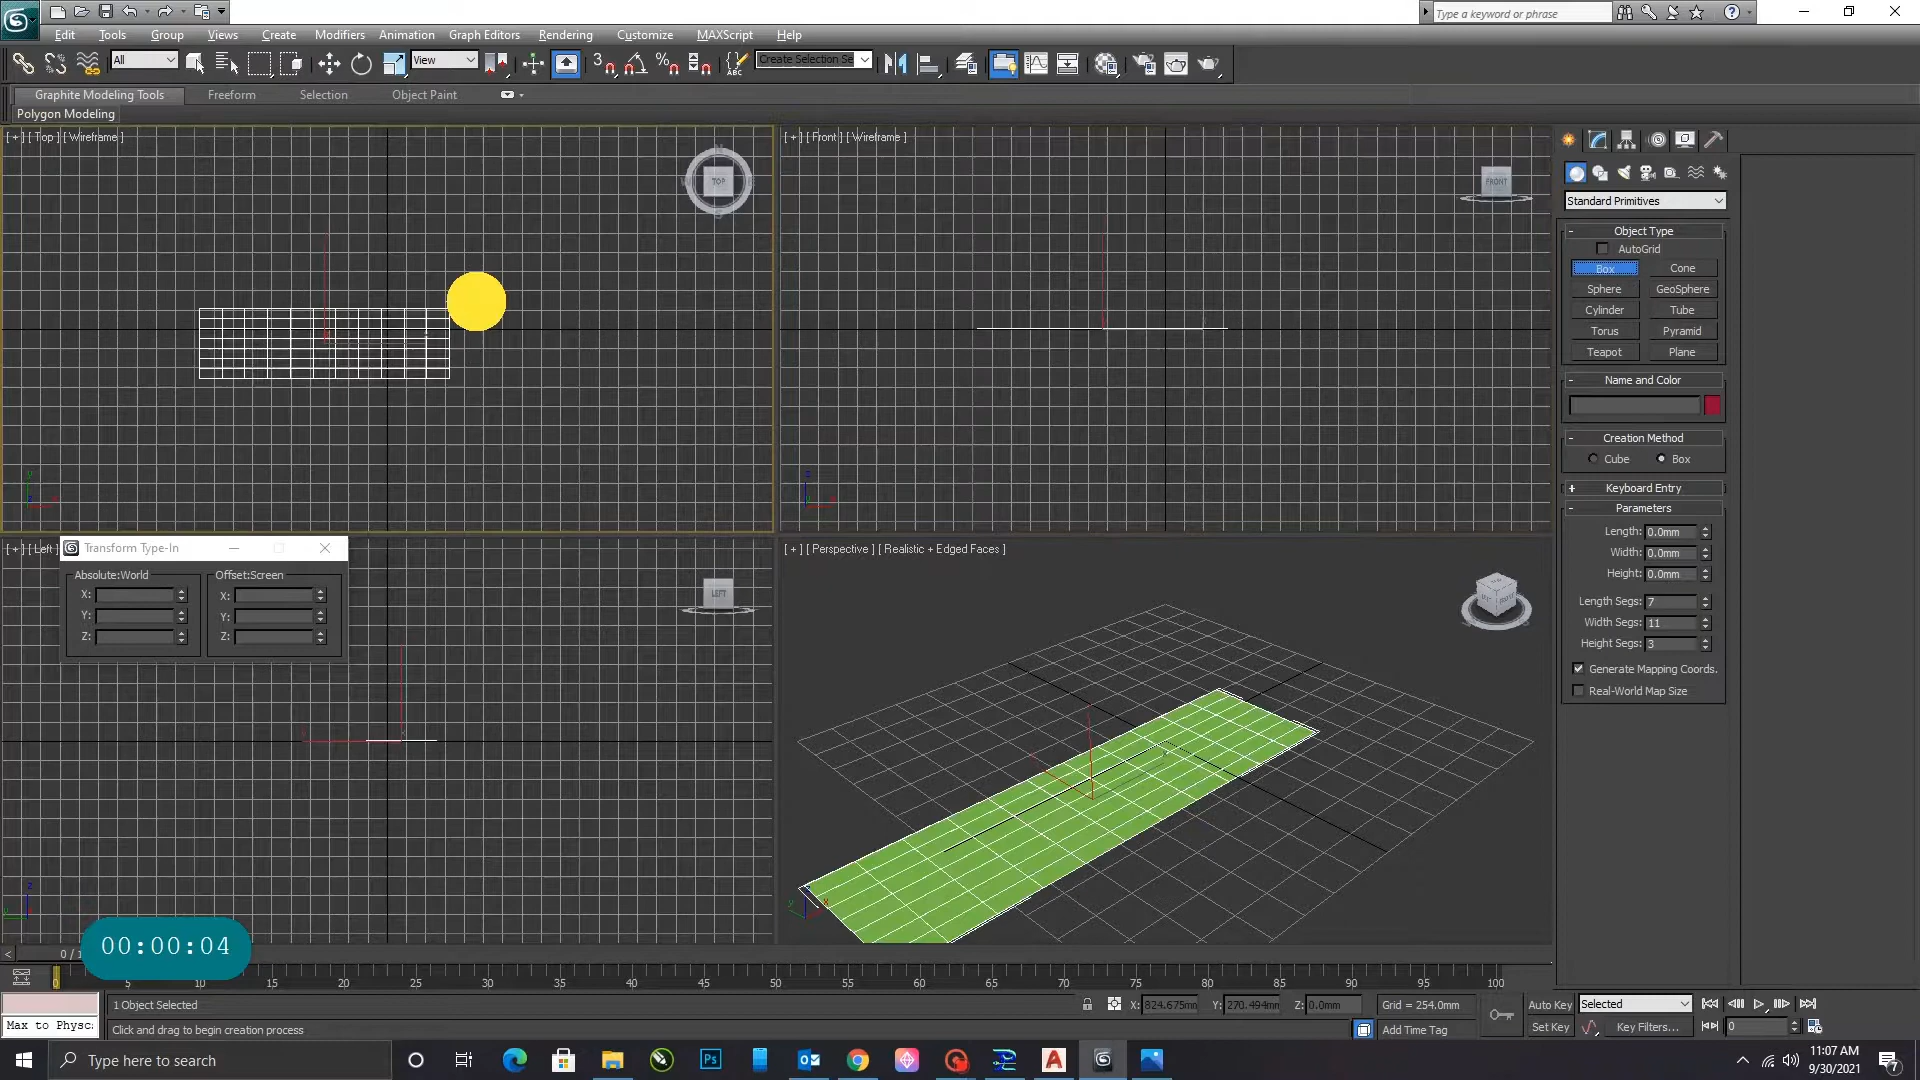 Type a keyword or phrase
Edit Tools Group Views Create Modifiers Animation Graph Editors Rendering Customize MAXScript Help
All View 3 Create Selection Se
Graphite Modeling Tools Freeform Selection Object Paint
Polygon Modeling
[ + ] [ Top ] [ Wireframe ]
TOP
[ + ] [ Front ] [ Wireframe ]
FRONT
[ + ] [ Left
LEFT
[ + ] [ Perspective ] [ Realistic + Edged Faces ]
Transform Type-In
Absolute:World Offset:Screen
X: X:
Y: Y:
Z: Z:
Standard Primitives
- Object Type
AutoGrid
Box Cone
Sphere GeoSphere
Cylinder Tube
Torus Pyramid
Teapot Plane
- Name and Color
- Creation Method
Cube Box
+ Keyboard Entry
- Parameters
Length: 0.0mm
Width: 0.0mm
Height: 0.0mm
Length Segs: 7
Width Segs: 11
Height Segs: 3
Generate Mapping Coords.
Real-World Map Size
00:00:04
< 0 / 1
0 5 10 15 20 25 30 35 40 45 50 55 60 65 70 75 80 85 90 95 100
1 Object Selected X: 824.675mm Y: 270.494mm Z: 0.0mm Grid = 254.0mm Auto Key Selected
Max to Physc: Click and drag to begin creation process Add Time Tag Set Key Key Filters... 0
Type here to search
11:07 AM
9/30/2021
7